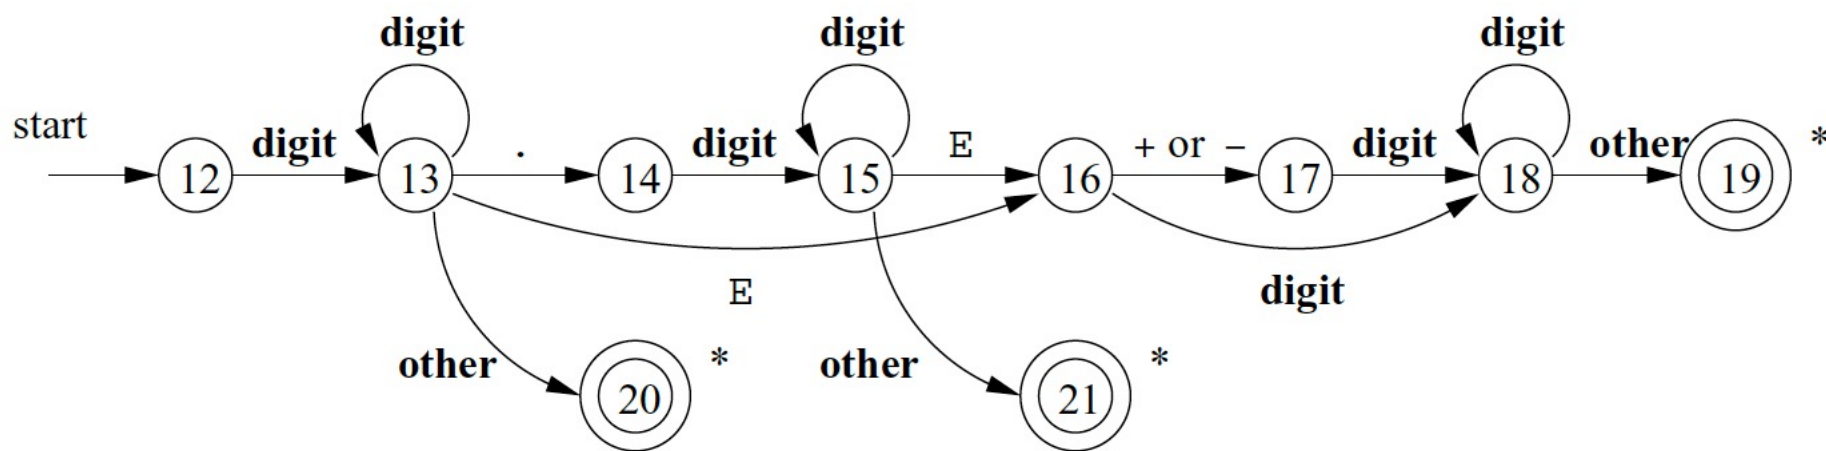 digit digit digit
start
digit . digit E + or - digit other *
12 13 14 15 16 17 18 19
E digit
other * other *
20 21